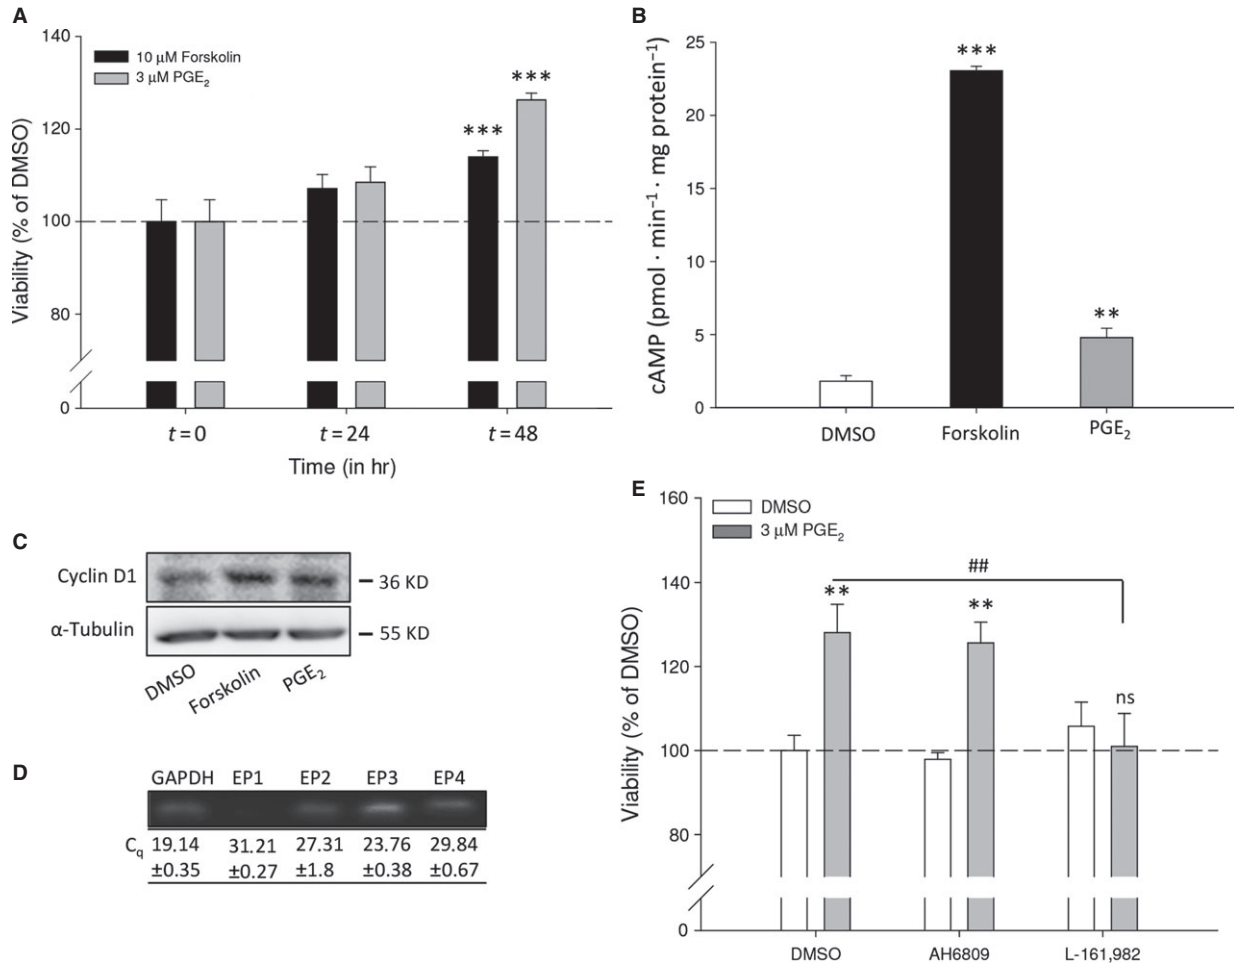 A
140
120
100
80
0
Viability (% of DMSO)
10 μM Forskolin
3 μM PGE₂
***
***
t=0
t=24
t=48
Time (in hr)
B
25
20
15
10
5
0
cAMP (pmol · min⁻¹ · mg protein⁻¹)
***
**
DMSO
Forskolin
PGE₂
C
Cyclin D1
36 KD
α-Tubulin
55 KD
DMSO
Forskolin
PGE₂
D
GAPDH EP1 EP2 EP3 EP4
Cq 19.14 31.21 27.31 23.76 29.84
±0.35 ±0.27 ±1.8 ±0.38 ±0.67
E
160
140
120
100
80
0
Viability (% of DMSO)
DMSO
3 μM PGE₂
##
**
**
ns
DMSO
AH6809
L-161,982